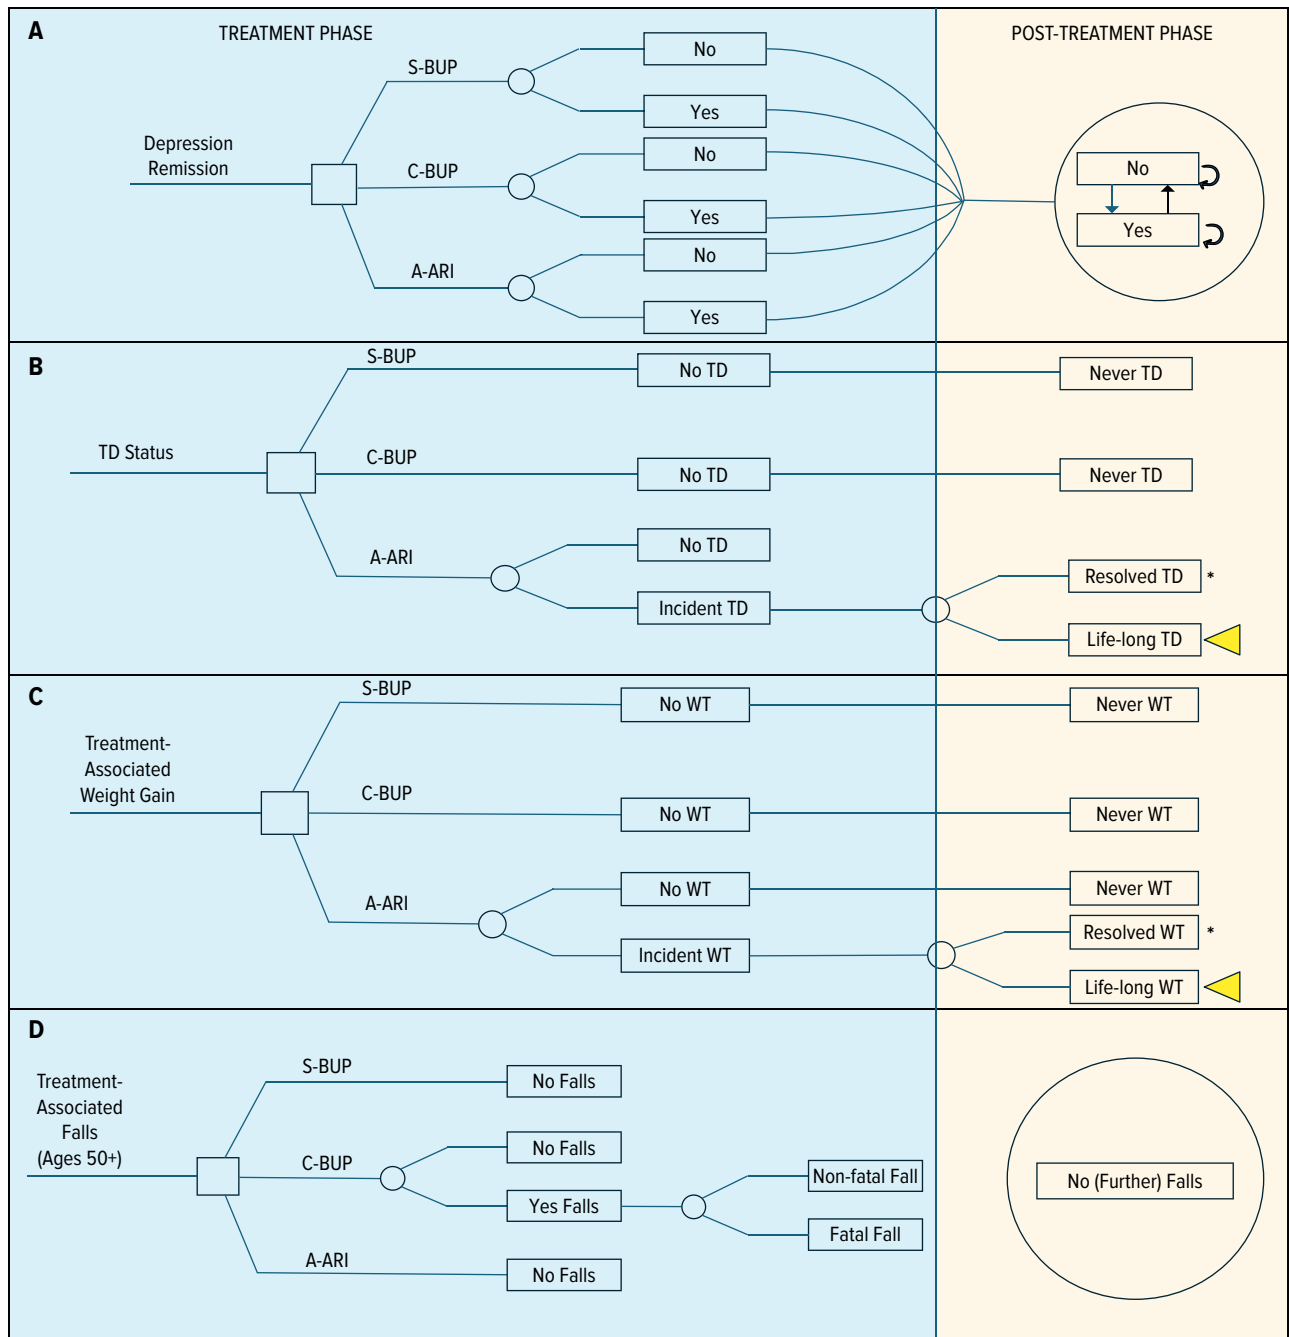 A
TREATMENT PHASE
POST-TREATMENT PHASE
Depression
Remission
S-BUP
No
Yes
C-BUP
No
Yes
A-ARI
No
Yes
No
Yes
B
TD Status
S-BUP
No TD
Never TD
C-BUP
No TD
Never TD
A-ARI
No TD
Incident TD
Resolved TD *
Life-long TD
C
Treatment-
Associated
Weight Gain
S-BUP
No WT
Never WT
C-BUP
No WT
Never WT
A-ARI
No WT
Never WT
Incident WT
Resolved WT *
Life-long WT
D
Treatment-
Associated
Falls
(Ages 50+)
S-BUP
No Falls
C-BUP
No Falls
Yes Falls
Non-fatal Fall
Fatal Fall
A-ARI
No Falls
No (Further) Falls